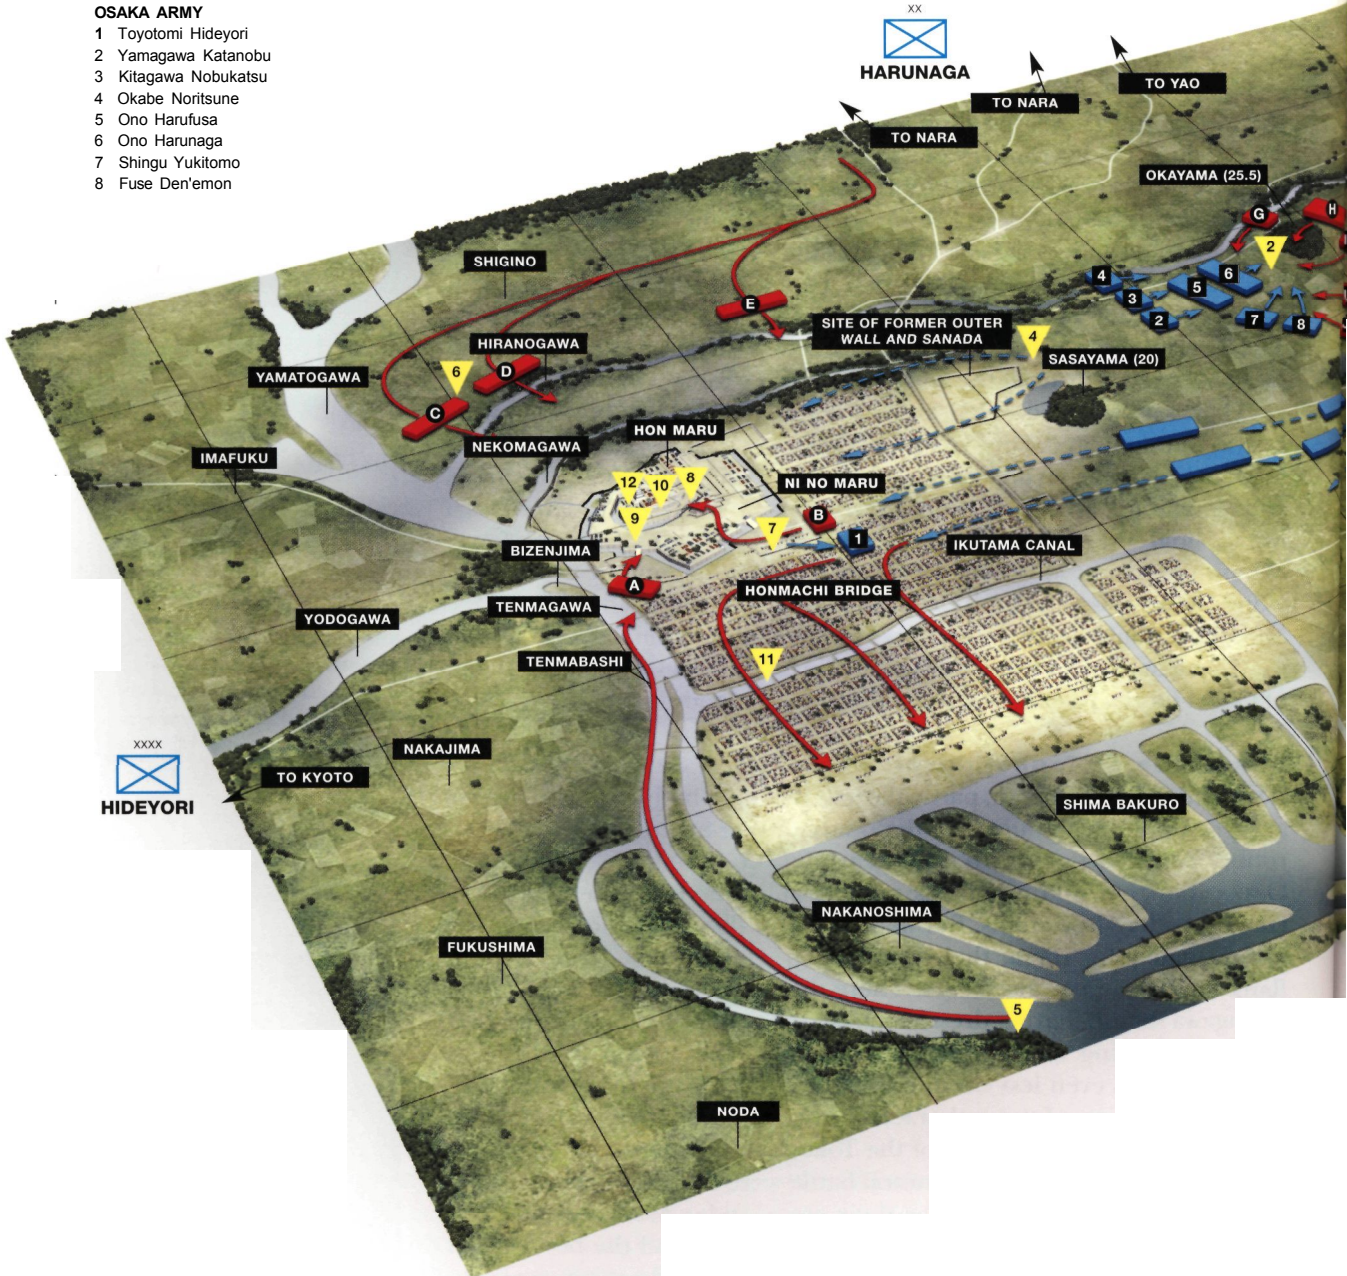 OSAKA ARMY
1 Toyotomi Hideyori
2 Yamagawa Katanobu
3 Kitagawa Nobukatsu
4 Okabe Noritsune
5 Ono Harufusa
6 Ono Harunaga
7 Shingu Yukitomo
8 Fuse Den'emon
XX
HARUNAGA
TO NARA
TO NARA
TO YAO
OKAYAMA (25.5)
G
H
2
4
3
2
5
6
7
8
SHIGINO
E
HIRANOGAWA
SITE OF FORMER OUTER
WALL AND SANADA
4
SASAYAMA (20)
YAMATOGAWA
6
D
C
NEKOMAGAWA
HON MARU
IMAFUKU
12
10
8
NI NO MARU
9
7
B
1
BIZENJIMA
IKUTAMA CANAL
A
HONMACHI BRIDGE
TENMAGAWA
YODOGAWA
TENMABASHI
11
XXXX
HIDEYORI
NAKAJIMA
TO KYOTO
SHIMA BAKURO
NAKANOSHIMA
FUKUSHIMA
5
NODA